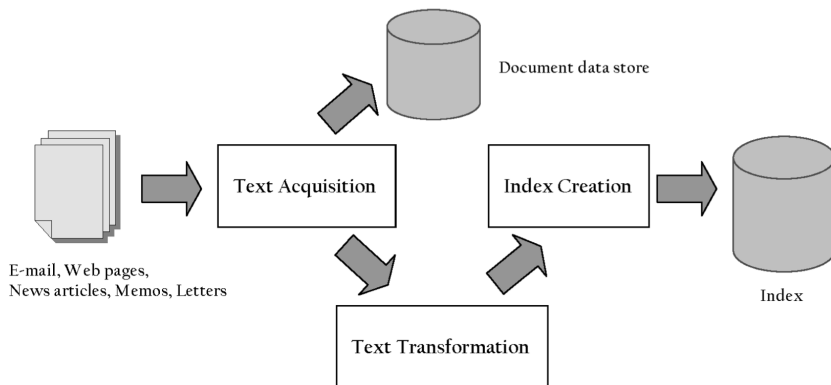 Document data store
Text Acquisition
Index Creation
E-mail, Web pages,
News articles, Memos, Letters
Index
Text Transformation